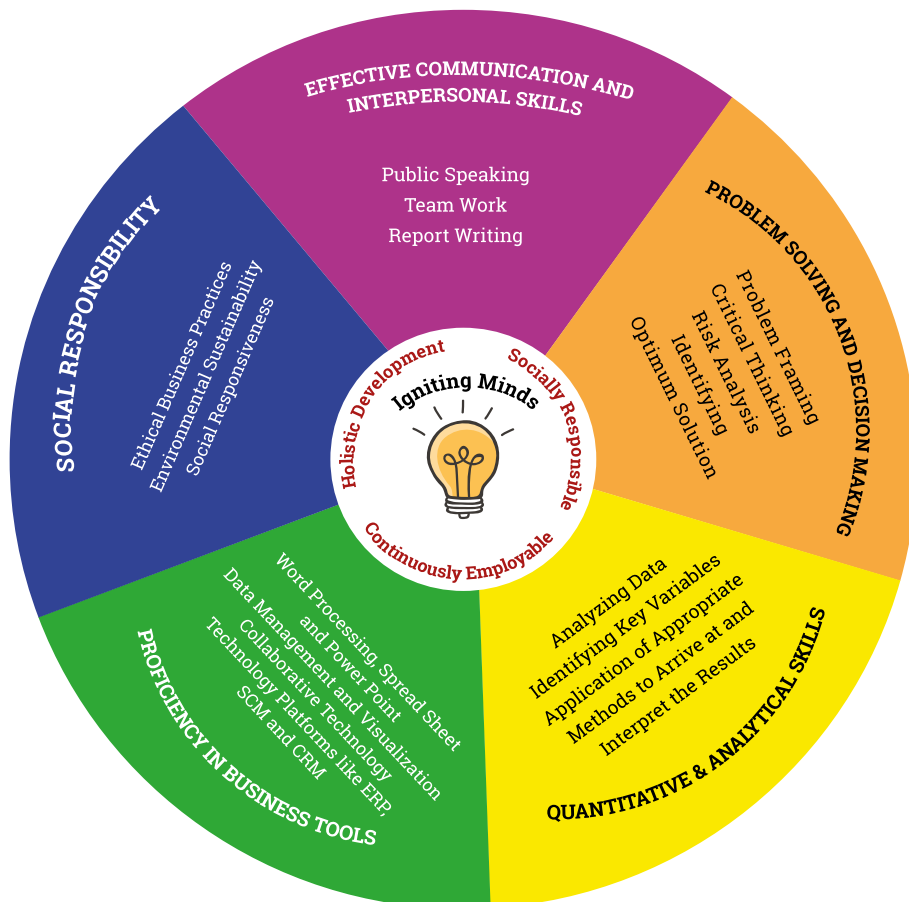 EFFECTIVE COMMUNICATION AND
INTERPERSONAL SKILLS
Public Speaking
Team Work
Report Writing
PROBLEM SOLVING AND DECISION MAKING
Problem Framing
Critical Thinking
Risk Analysis
Identifying
Optimum Solution
QUANTITATIVE & ANALYTICAL SKILLS
Analyzing Data
Identifying Key Variables
Application of Appropriate
Methods to Arrive at and
Interpret the Results
PROFICIENCY IN BUSINESS TOOLS
Word Processing, Spread Sheet
and Power Point
Data Management and Visualization
Collaborative Technology
Technology Platforms like ERP,
SCM and CRM
SOCIAL RESPONSIBILITY
Ethical Business Practices
Environmental Sustainability
Social Responsiveness
Holistic Development
Socially Responsible
Continuously Employable
Igniting Minds